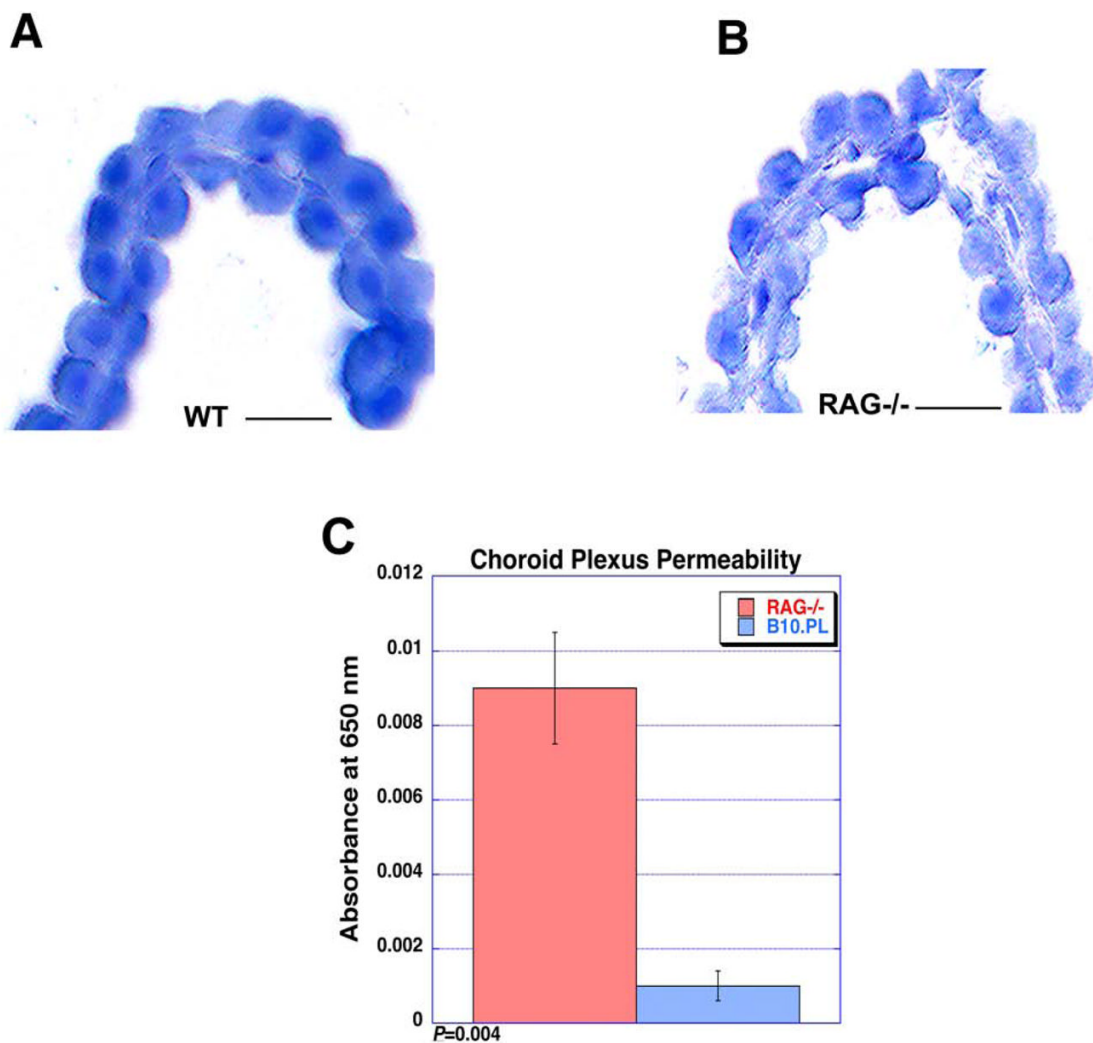 A
B
WT
RAG-/-
C
Choroid Plexus Permeability
0.012
0.01
0.008
0.006
0.004
0.002
0
Absorbance at 650 nm
RAG-/-
B10.PL
P=0.004